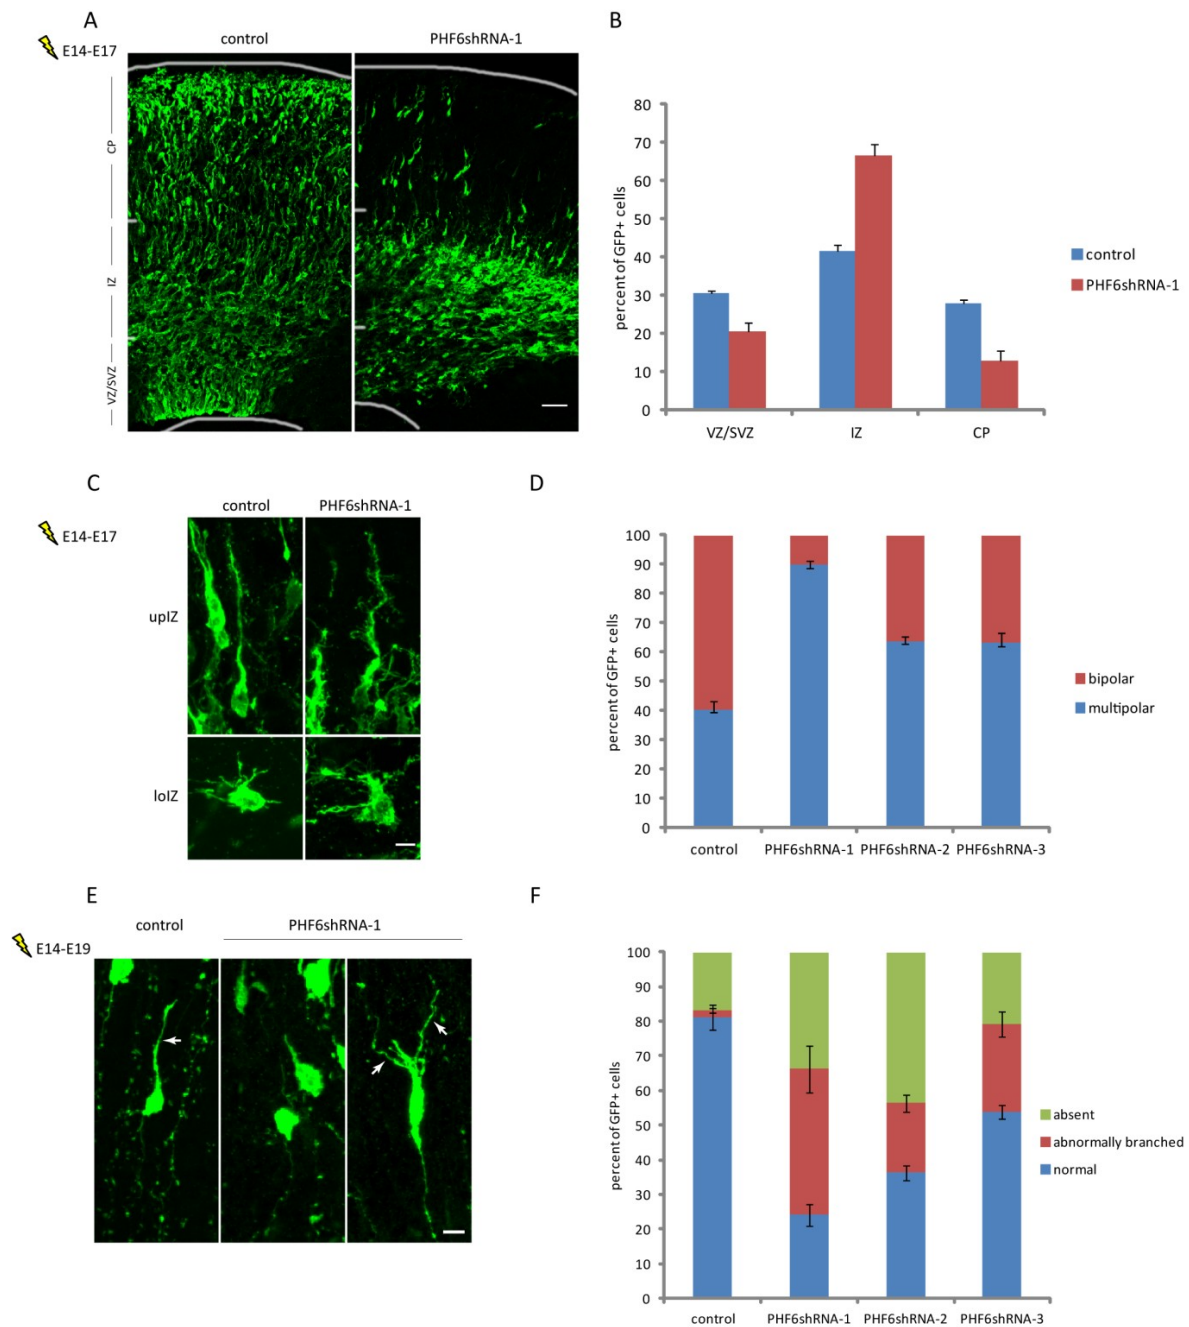 A
control
PHF6shRNA-1
E14-E17
CP
IZ
VZ/SVZ
B
80
70
60
50
40
30
20
10
0
percent of GFP+ cells
VZ/SVZ
IZ
CP
control
PHF6shRNA-1
C
control
PHF6shRNA-1
E14-E17
upIZ
loIZ
D
100
90
80
70
60
50
40
30
20
10
0
percent of GFP+ cells
control
PHF6shRNA-1
PHF6shRNA-2
PHF6shRNA-3
bipolar
multipolar
E
control
PHF6shRNA-1
E14-E19
F
100
90
80
70
60
50
40
30
20
10
0
percent of GFP+ cells
control
PHF6shRNA-1
PHF6shRNA-2
PHF6shRNA-3
absent
abnormally branched
normal